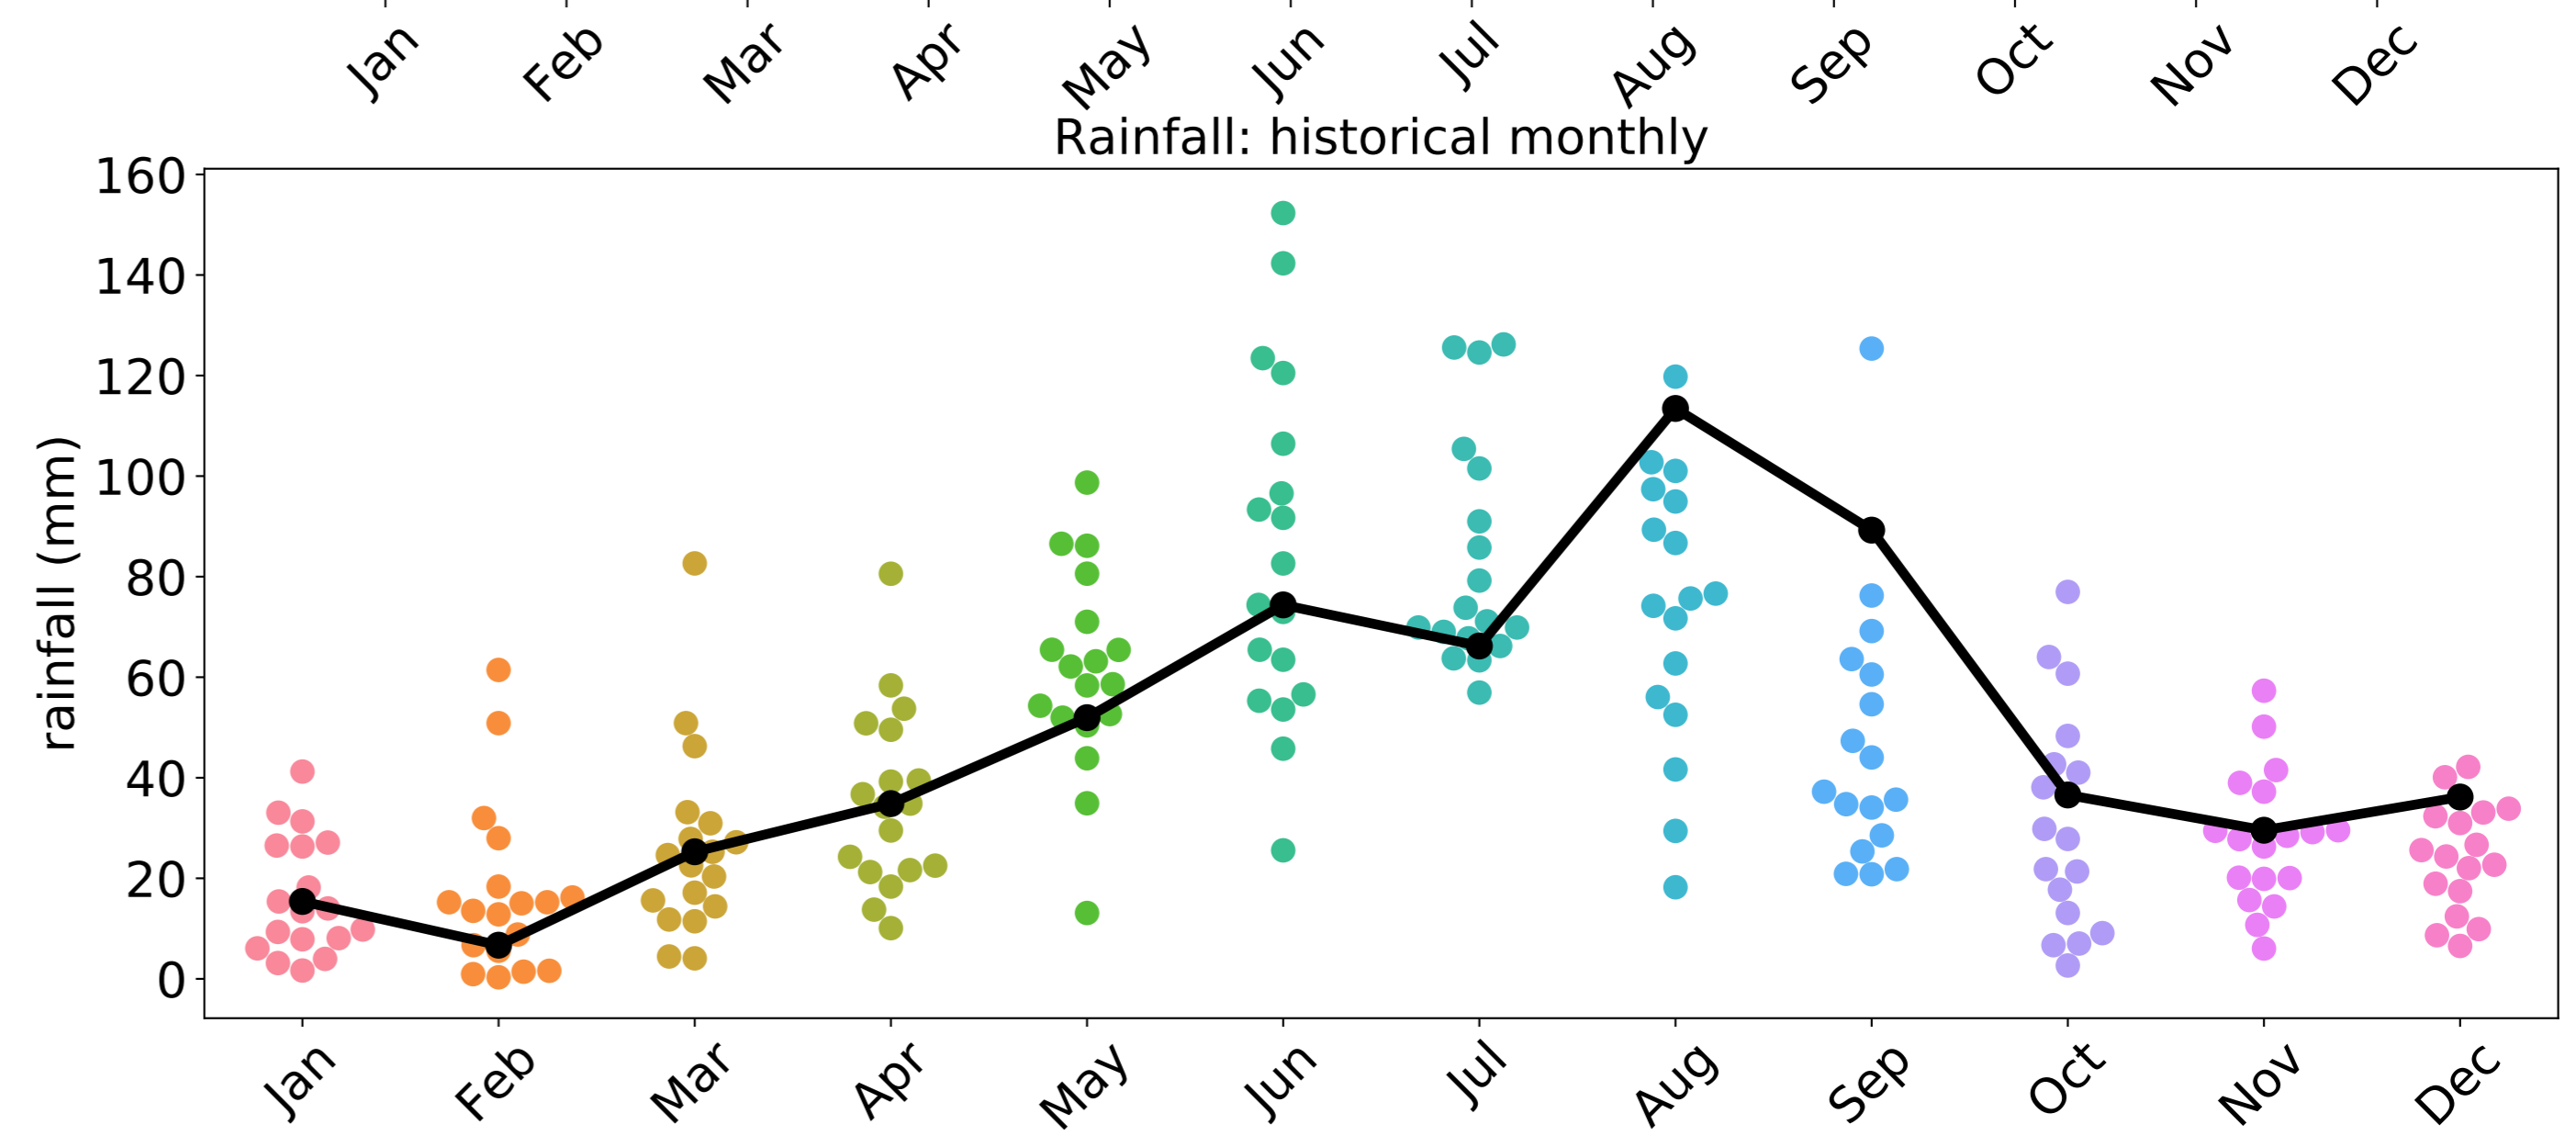 Jan Feb Mar Apr May Jun Jul Aug Sep Oct Nov Dec
Rainfall: historical monthly
160
140
120
100
80
60
40
20
0
rainfall (mm)
Jan Feb Mar Apr May Jun Jul Aug Sep Oct Nov Dec